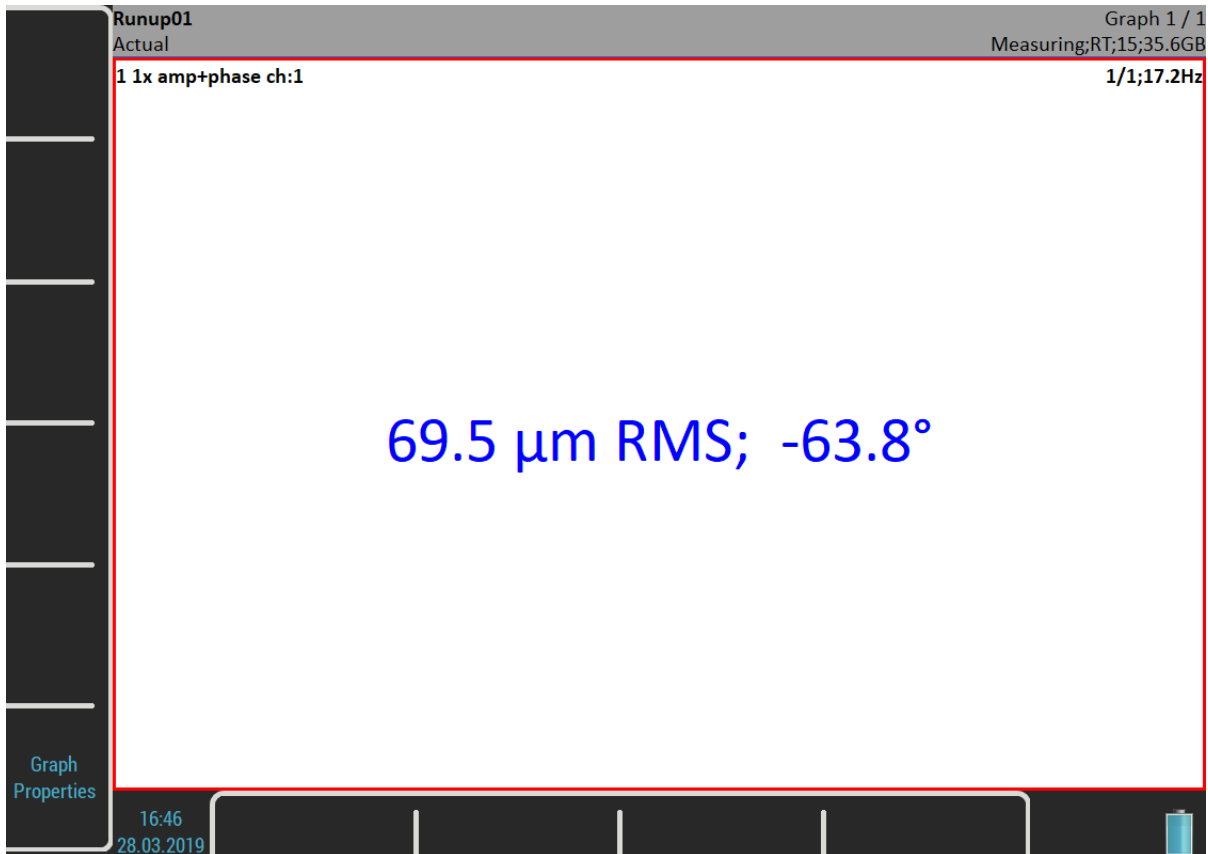 Runup01
Graph 1 / 1
Actual
Measuring;RT;15;35.6GB
1 1x amp+phase ch:1
1/1;17.2Hz
69.5 µm RMS; -63.8°
Graph
Properties
16:46
28.03.2019